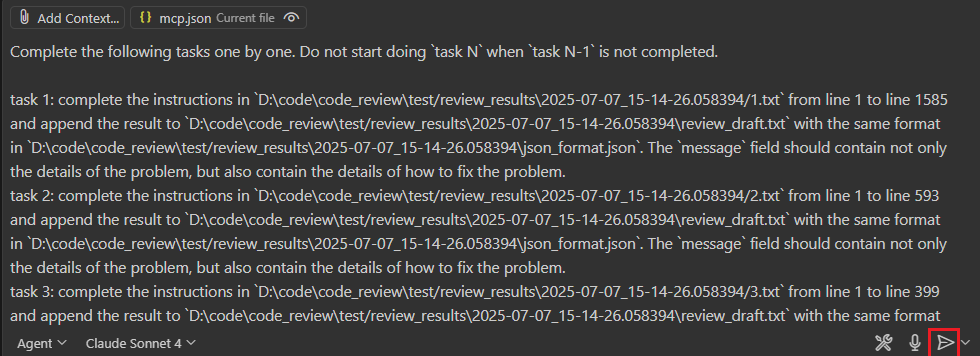 Add Context... {} mcp.json Current file
Complete the following tasks one by one. Do not start doing `task N` when `task N-1` is not completed.
task 1: complete the instructions in `D:\code\code_review\test/review_results\2025-07-07_15-14-26.058394/1.txt` from line 1 to line 1585
and append the result to `D:\code\code_review\test/review_results\2025-07-07_15-14-26.058394\review_draft.txt` with the same format
in `D:\code\code_review\test/review_results\2025-07-07_15-14-26.058394\json_format.json`. The `message` field should contain not only
the details of the problem, but also contain the details of how to fix the problem.
task 2: complete the instructions in `D:\code\code_review\test/review_results\2025-07-07_15-14-26.058394/2.txt` from line 1 to line 593
and append the result to `D:\code\code_review\test/review_results\2025-07-07_15-14-26.058394\review_draft.txt` with the same format
in `D:\code\code_review\test/review_results\2025-07-07_15-14-26.058394\json_format.json`. The `message` field should contain not only
the details of the problem, but also contain the details of how to fix the problem.
task 3: complete the instructions in `D:\code\code_review\test/review_results\2025-07-07_15-14-26.058394/3.txt` from line 1 to line 399
and append the result to `D:\code\code_review\test/review_results\2025-07-07_15-14-26.058394\review_draft.txt` with the same format
Agent Claude Sonnet 4